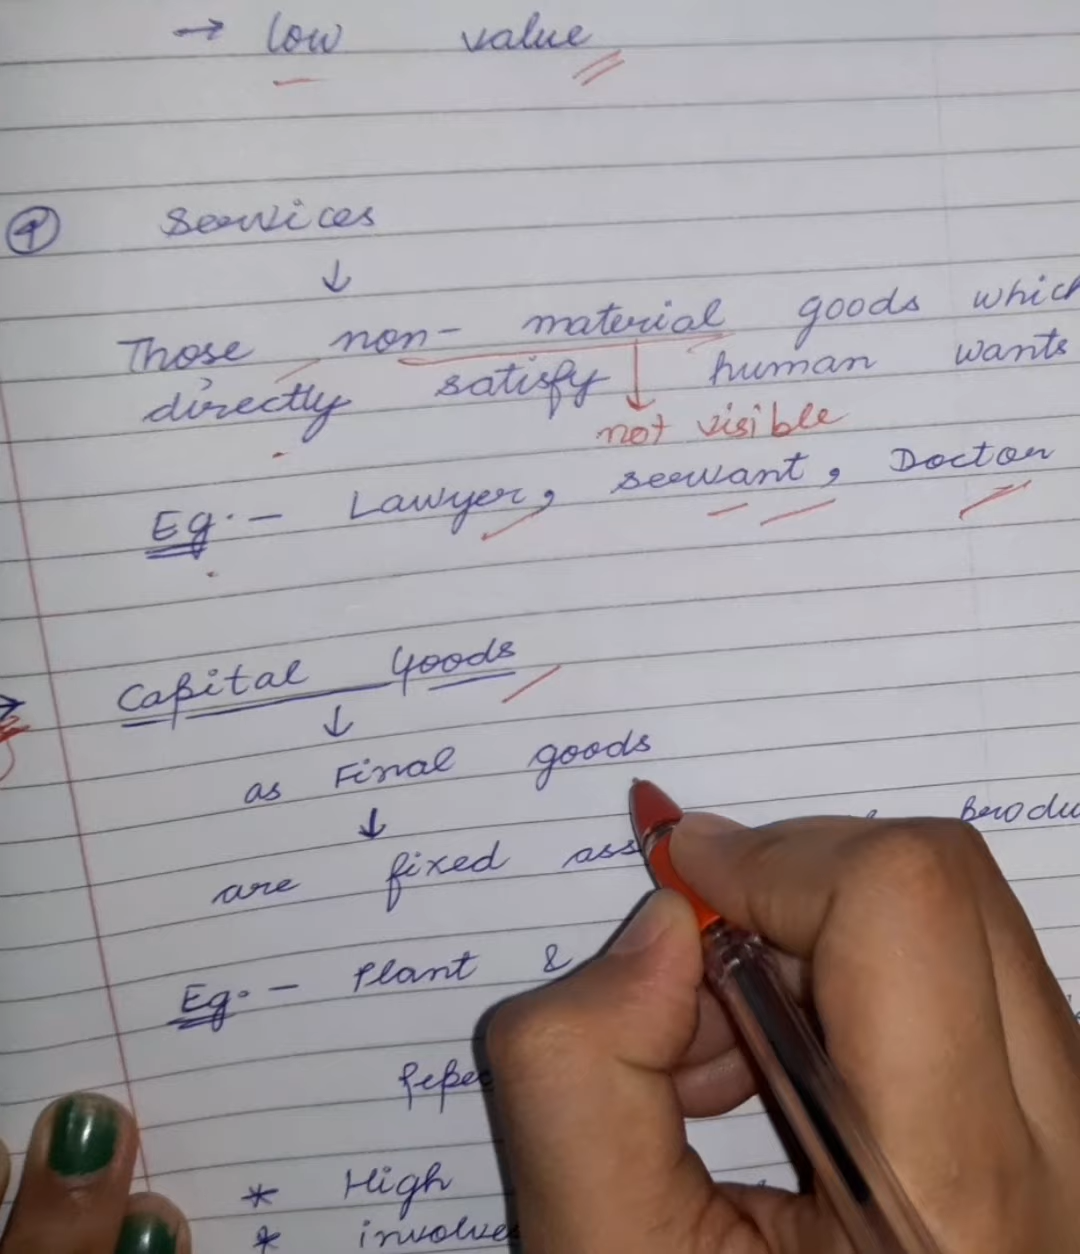 → Low value
④ Services
↓
Those non- material goods which
directly satisfy human wants
not visible
Eg:- Lawyer, servant, Doctor
Capital Goods
↓
as Final goods
↓
are fixed
Eg:- Plant &
* High
* involves